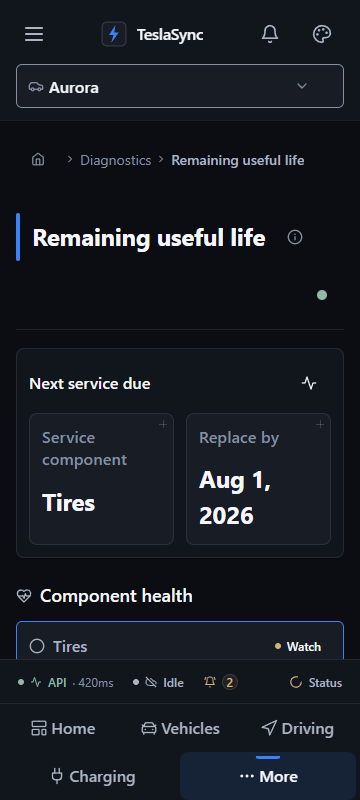 TeslaSync
Aurora
Diagnostics Remaining useful life
Remaining useful life
Next service due
Service component
Tires
Replace by
Aug 1, 2026
Component health
Tires Watch
API · 420ms Idle 2 Status
Home Vehicles Driving
Charging More